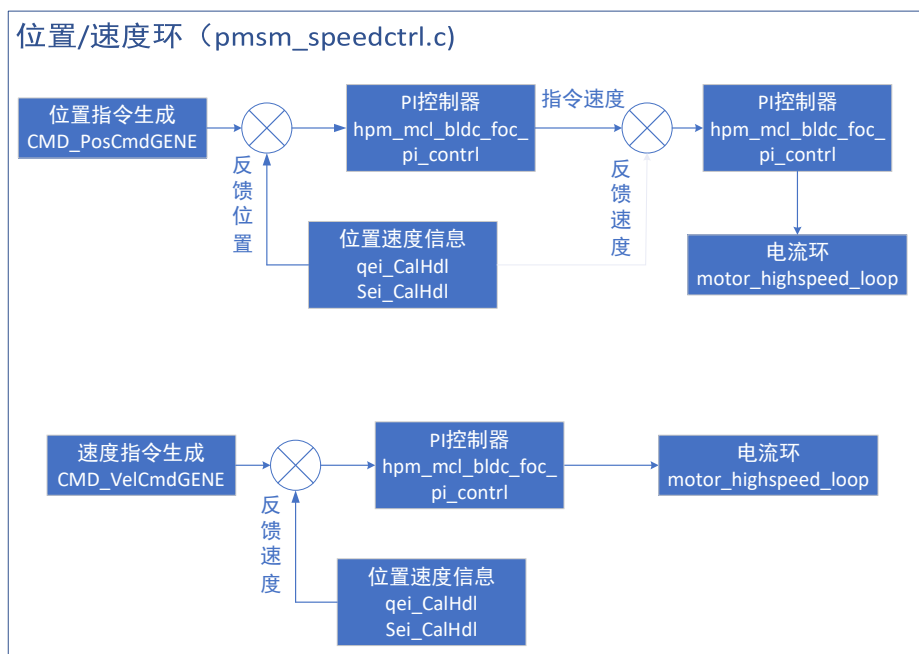 位置/速度环（pmsm_speedctrl.c)
位置指令生成
CMD_PosCmdGENE
PI控制器
hpm_mcl_bldc_foc_
pi_contrl
指令速度
PI控制器
hpm_mcl_bldc_foc_
pi_contrl
反馈位置
反馈速度
位置速度信息
qei_CalHdl
Sei_CalHdl
电流环
motor_highspeed_loop
速度指令生成
CMD_VelCmdGENE
PI控制器
hpm_mcl_bldc_foc_
pi_contrl
电流环
motor_highspeed_loop
反馈速度
位置速度信息
qei_CalHdl
Sei_CalHdl